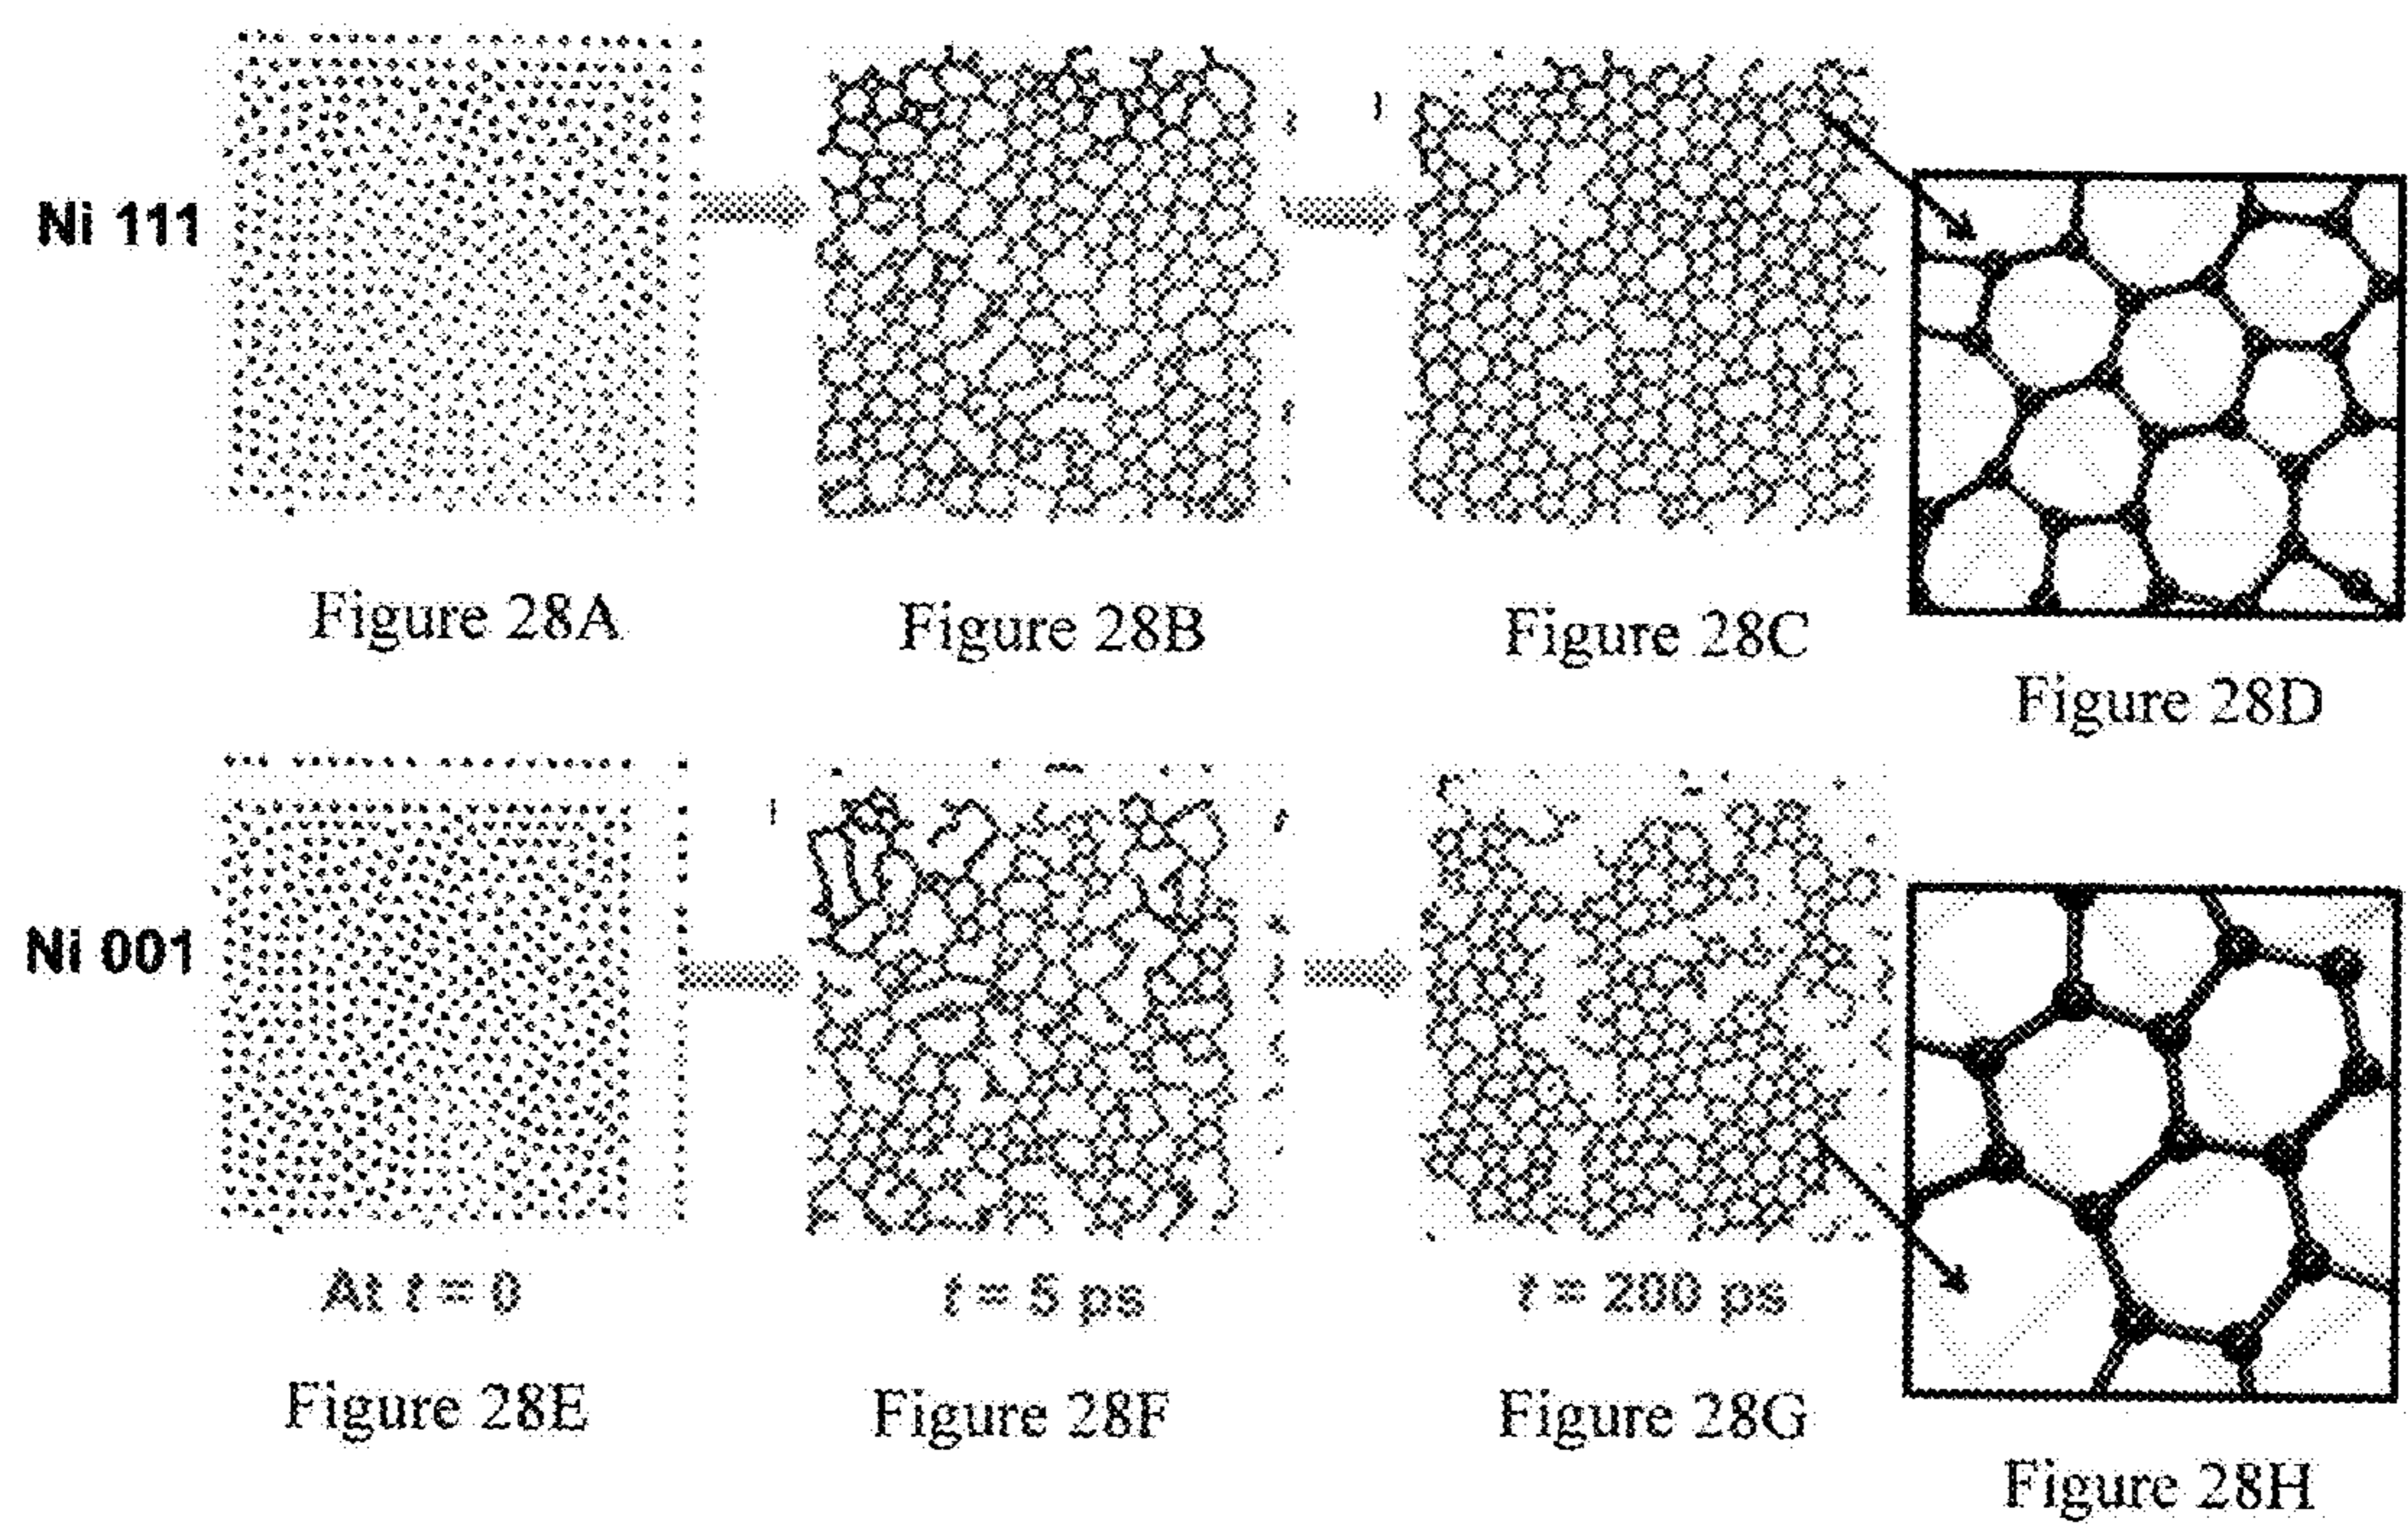 Ni 111
Figure 28A
Figure 28B
Figure 28C
Figure 28D
Ni 001
At t = 0
t = 5 ps
t = 200 ps
Figure 28E
Figure 28F
Figure 28G
Figure 28H